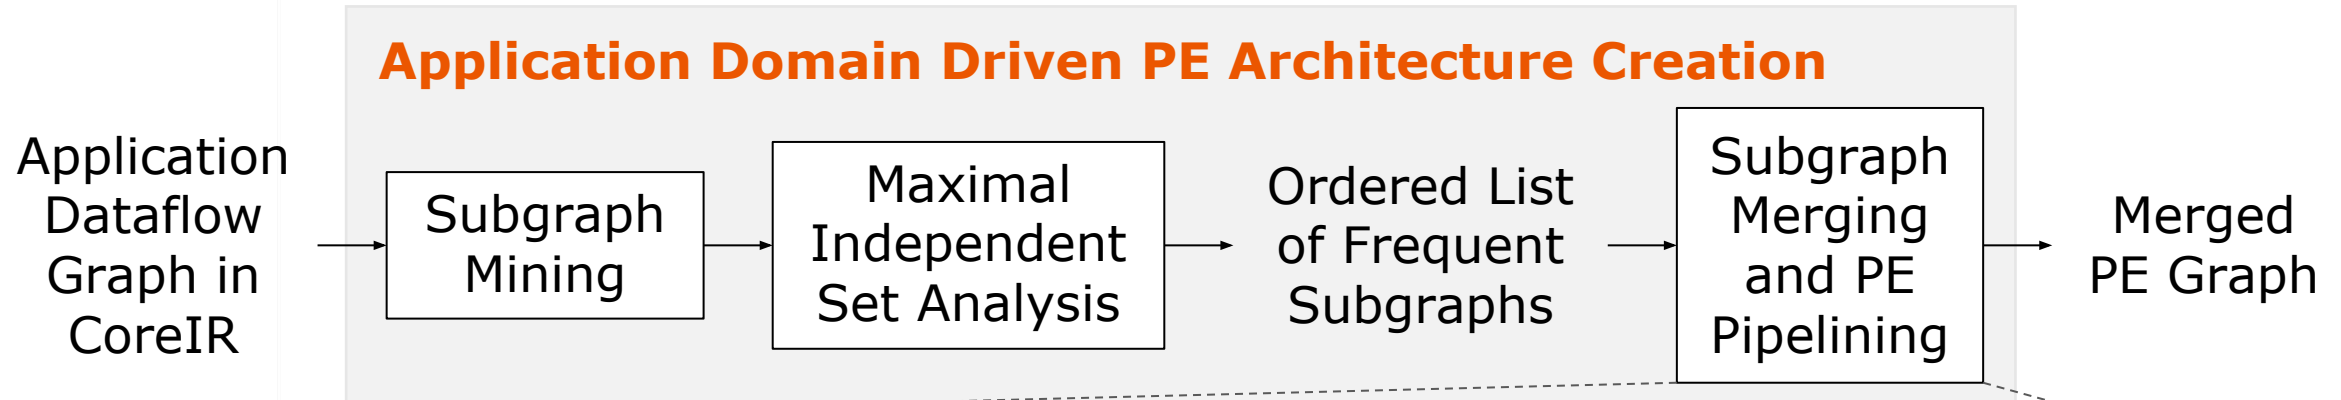 Application Domain Driven PE Architecture Creation
Application
Dataflow
Graph in
CoreIR
Subgraph
Mining
Maximal
Independent
Set Analysis
Ordered List
of Frequent
Subgraphs
Subgraph
Merging
and PE
Pipelining
Merged
PE Graph